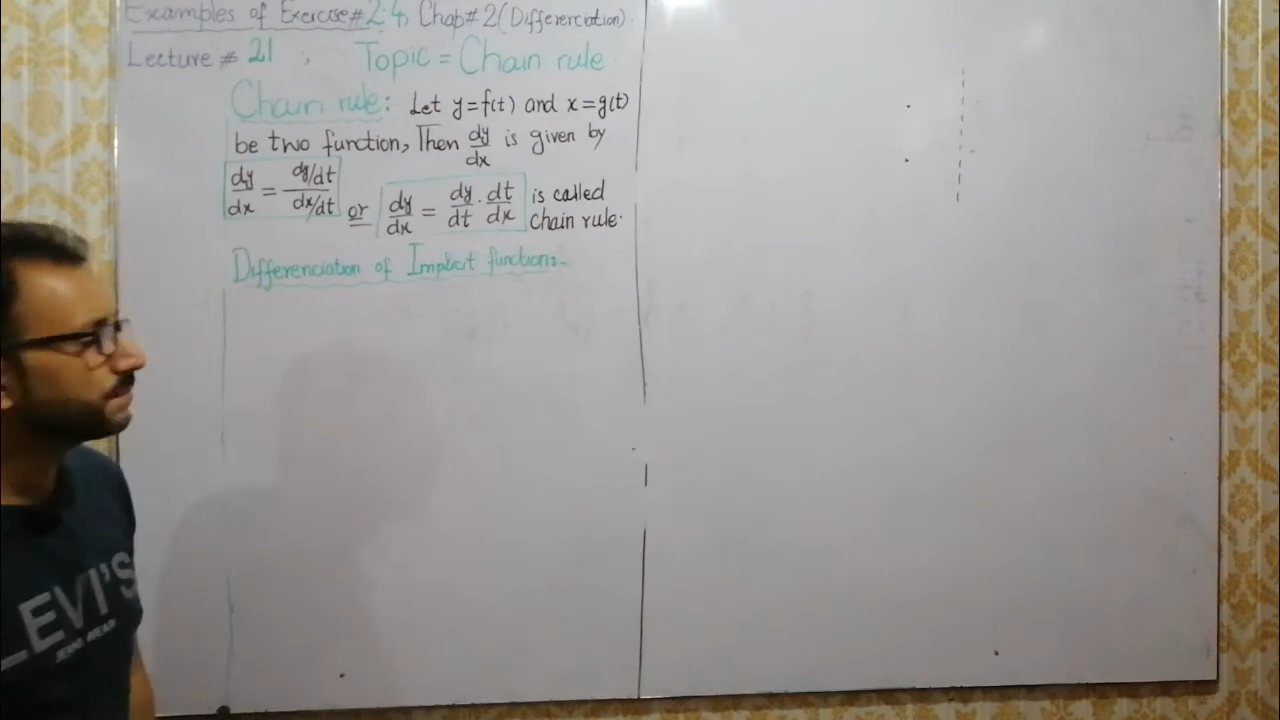 Examples of Exercise# 2.4, Chap# 2 (Differenciation).
Lecture # 21 , Topic = Chain rule
Chain rule: Let y=f(t) and x=g(t)
be two function, Then dy/dx is given by
dy/dx = (dy/dt)/(dx/dt) or dy/dx = dy/dt . dt/dx is called
chain rule.
Differenciation of Implicit functions.
LEVI'S